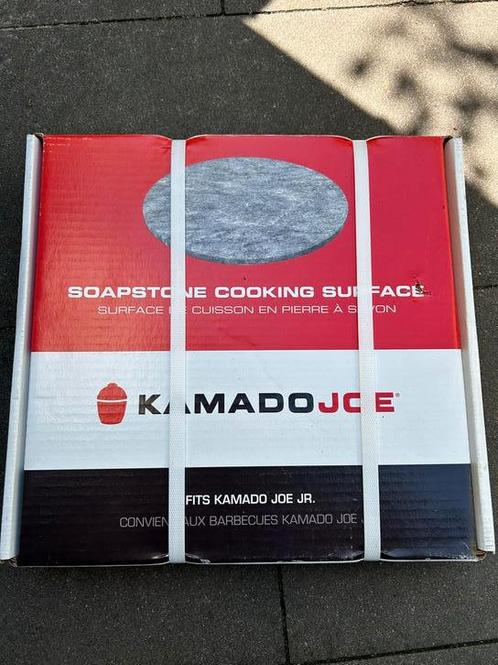 SOAPSTONE COOKING SURFACE
SURFACE DE CUISSON EN PIERRE À SAVON
KAMADOJOE®
FITS KAMADO JOE JR.
CONVIENT AUX BARBECUES KAMADO JOE